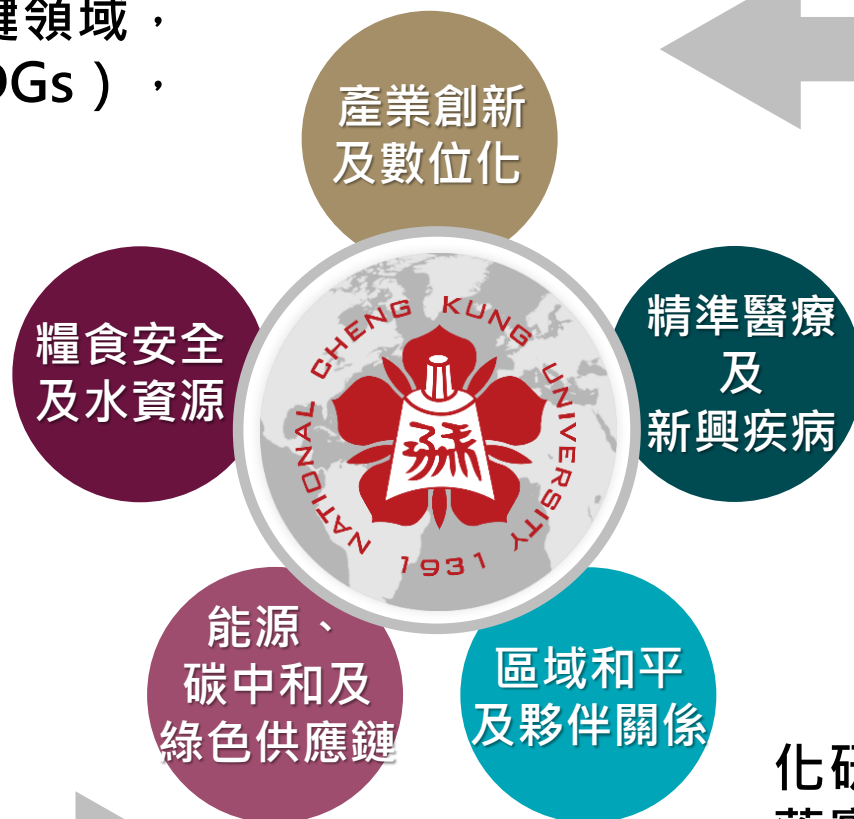 鍵領域，
DGs），
產業創新
及數位化
糧食安全
及水資源
NATIONAL CHENG KUNG UNIVERSITY
1931
精準醫療
及
新興疾病
能源、
碳中和及
綠色供應鏈
區域和平
及夥伴關係
化研